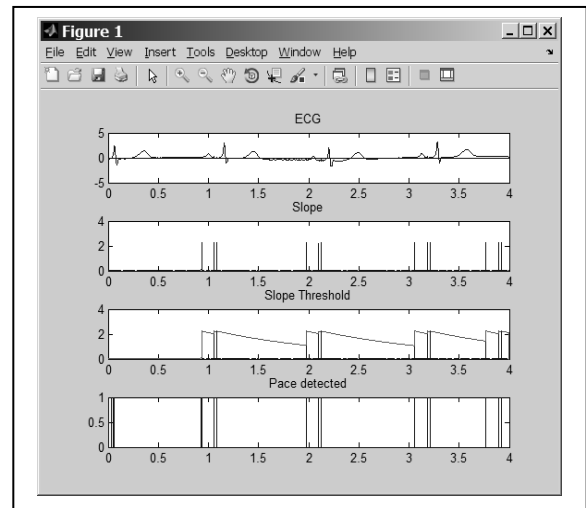 Figure 1
File Edit View Insert Tools Desktop Window Help
ECG
5
0
-5
0 0.5 1 1.5 2 2.5 3 3.5 4
Slope
4
2
0
0 0.5 1 1.5 2 2.5 3 3.5 4
Slope Threshold
4
2
0
0 0.5 1 1.5 2 2.5 3 3.5 4
Pace detected
1
0.5
0
0 0.5 1 1.5 2 2.5 3 3.5 4